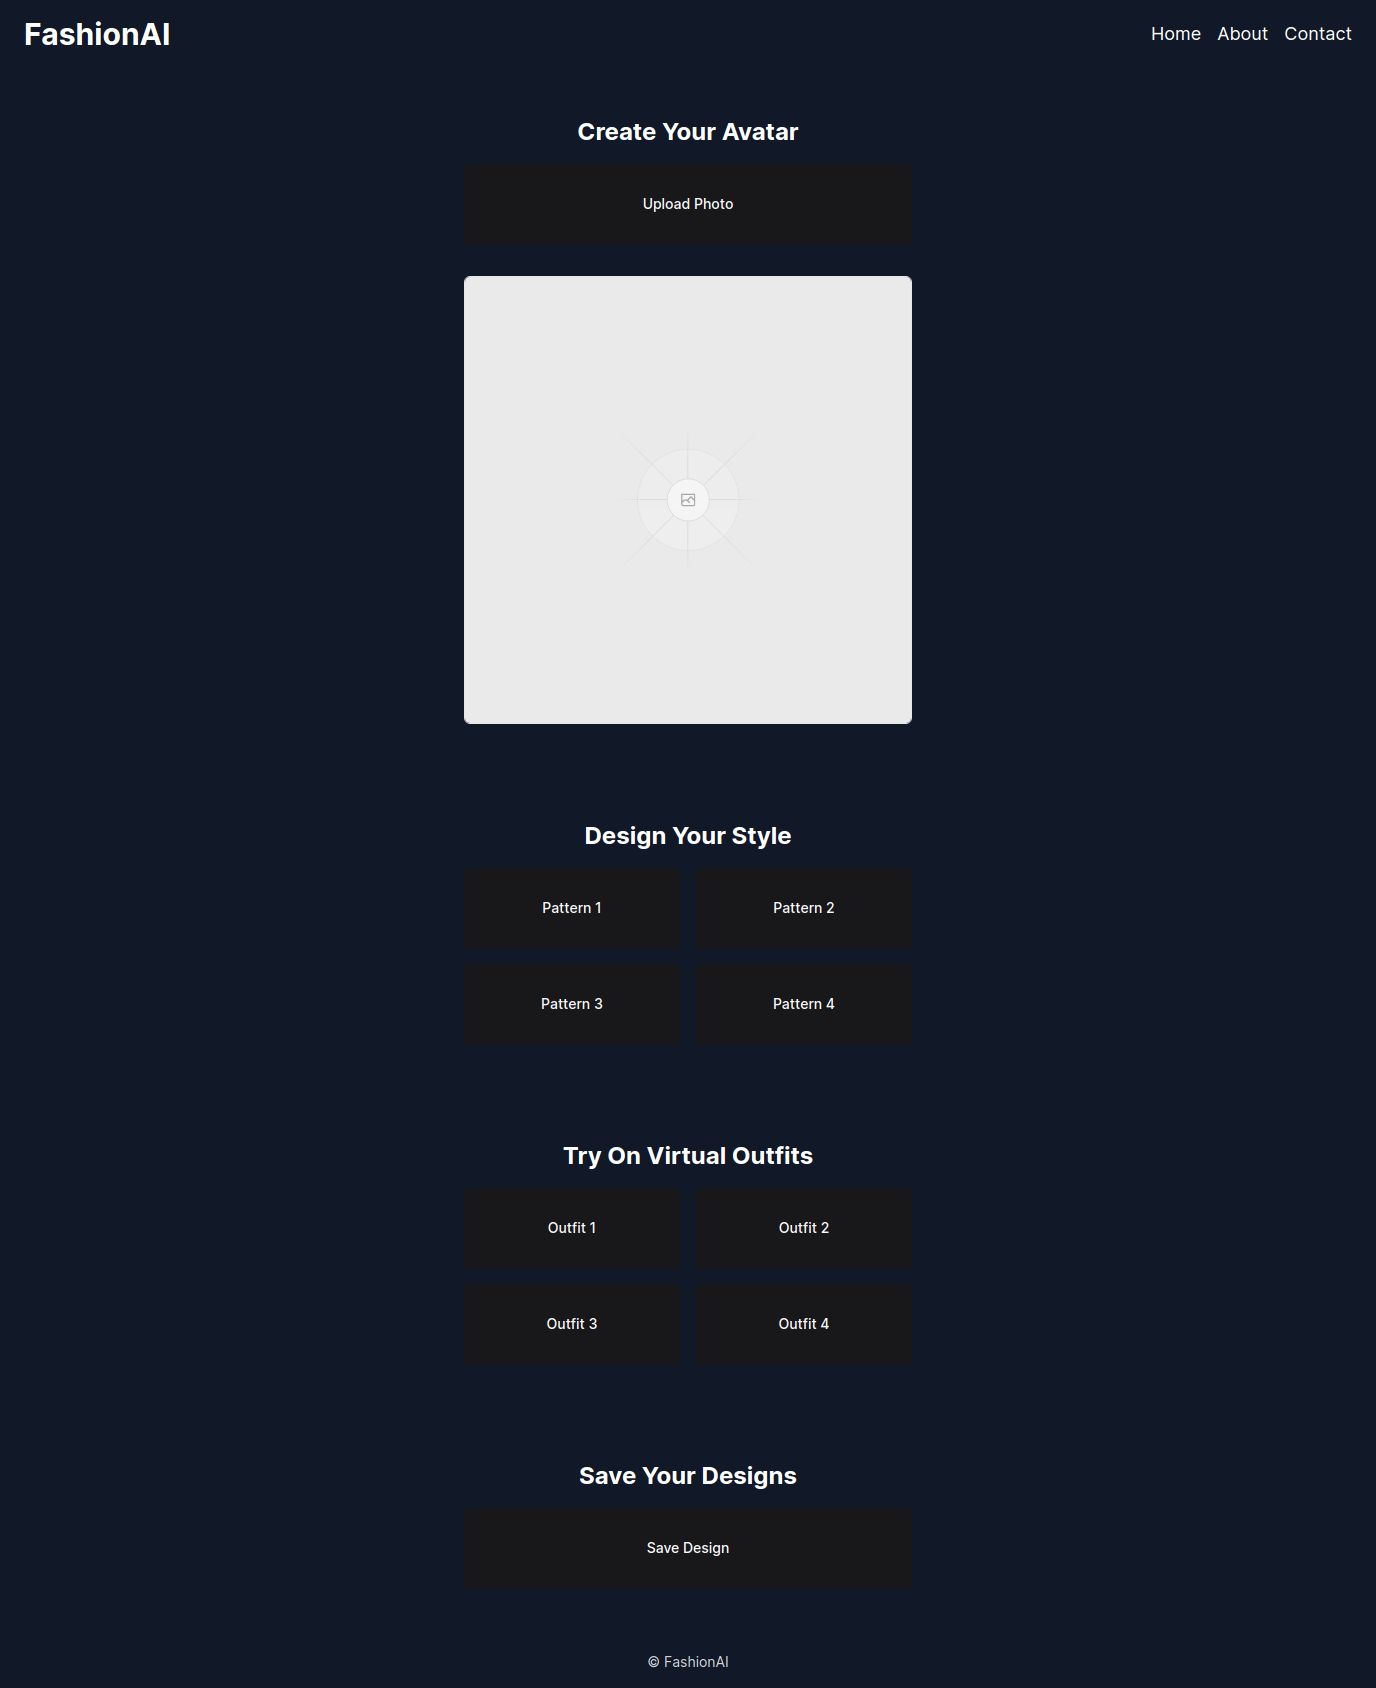 FashionAI
Home About Contact
Create Your Avatar
Upload Photo
Design Your Style
Pattern 1
Pattern 2
Pattern 3
Pattern 4
Try On Virtual Outfits
Outfit 1
Outfit 2
Outfit 3
Outfit 4
Save Your Designs
Save Design
© FashionAI